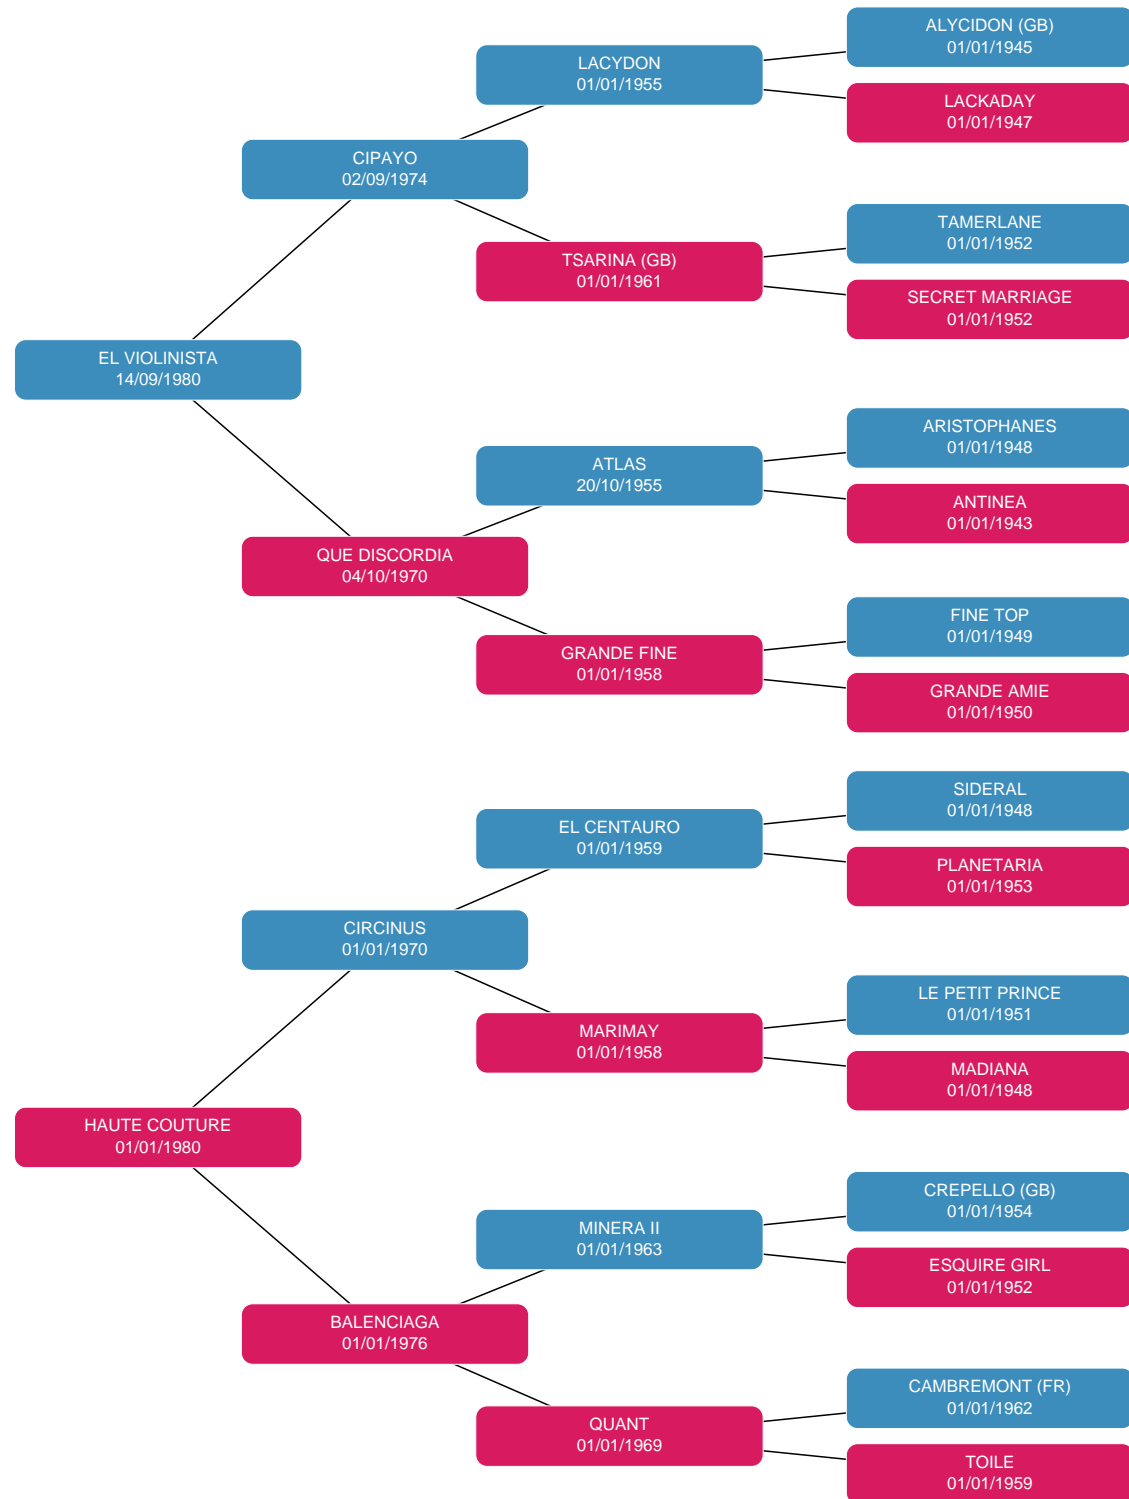 ALYCIDON (GB)
01/01/1945
LACYDON
01/01/1955
LACKADAY
01/01/1947
CIPAYO
02/09/1974
TAMERLANE
01/01/1952
TSARINA (GB)
01/01/1961
SECRET MARRIAGE
01/01/1952
EL VIOLINISTA
14/09/1980
ARISTOPHANES
01/01/1948
ATLAS
20/10/1955
ANTINEA
01/01/1943
QUE DISCORDIA
04/10/1970
FINE TOP
01/01/1949
GRANDE FINE
01/01/1958
GRANDE AMIE
01/01/1950
SIDERAL
01/01/1948
EL CENTAURO
01/01/1959
PLANETARIA
01/01/1953
CIRCINUS
01/01/1970
LE PETIT PRINCE
01/01/1951
MARIMAY
01/01/1958
MADIANA
01/01/1948
HAUTE COUTURE
01/01/1980
CREPELLO (GB)
01/01/1954
MINERA II
01/01/1963
ESQUIRE GIRL
01/01/1952
BALENCIAGA
01/01/1976
CAMBREMONT (FR)
01/01/1962
QUANT
01/01/1969
TOILE
01/01/1959